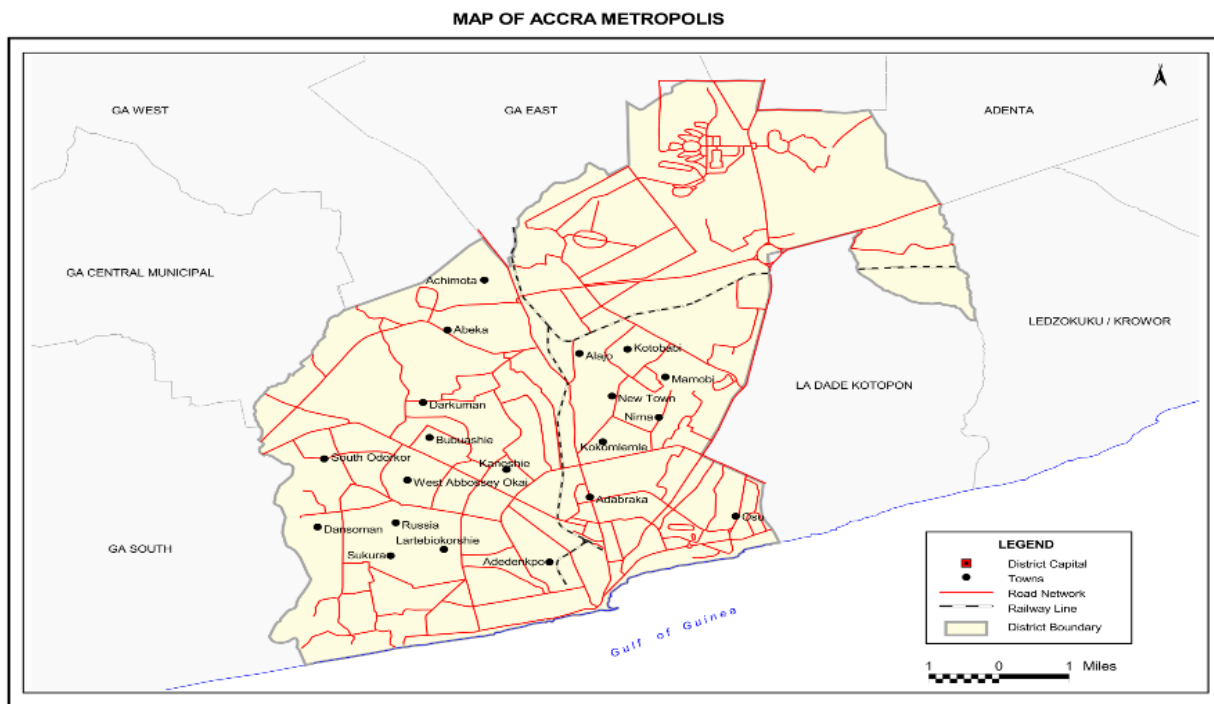 MAP OF ACCRA METROPOLIS
GA WEST
GA EAST
ADENTA
GA CENTRAL MUNICIPAL
Achimota
Abeka
LEDZOKUKU / KROWOR
Alajo
Kotobabi
Mamobi
LA DADE KOTOPON
New Town
Darkuman
Nima
Bubuashie
Kokomlemle
South Odorkor
Kaneshie
West Abbossey Okai
Adabraka
Osu
Dansoman
Russia
Lartebiokorshie
GA SOUTH
Sukura
Adedenkpo
Gulf of Guinea
LEGEND
District Capital
Towns
Road Network
Railway Line
District Boundary
1 0 1 Miles